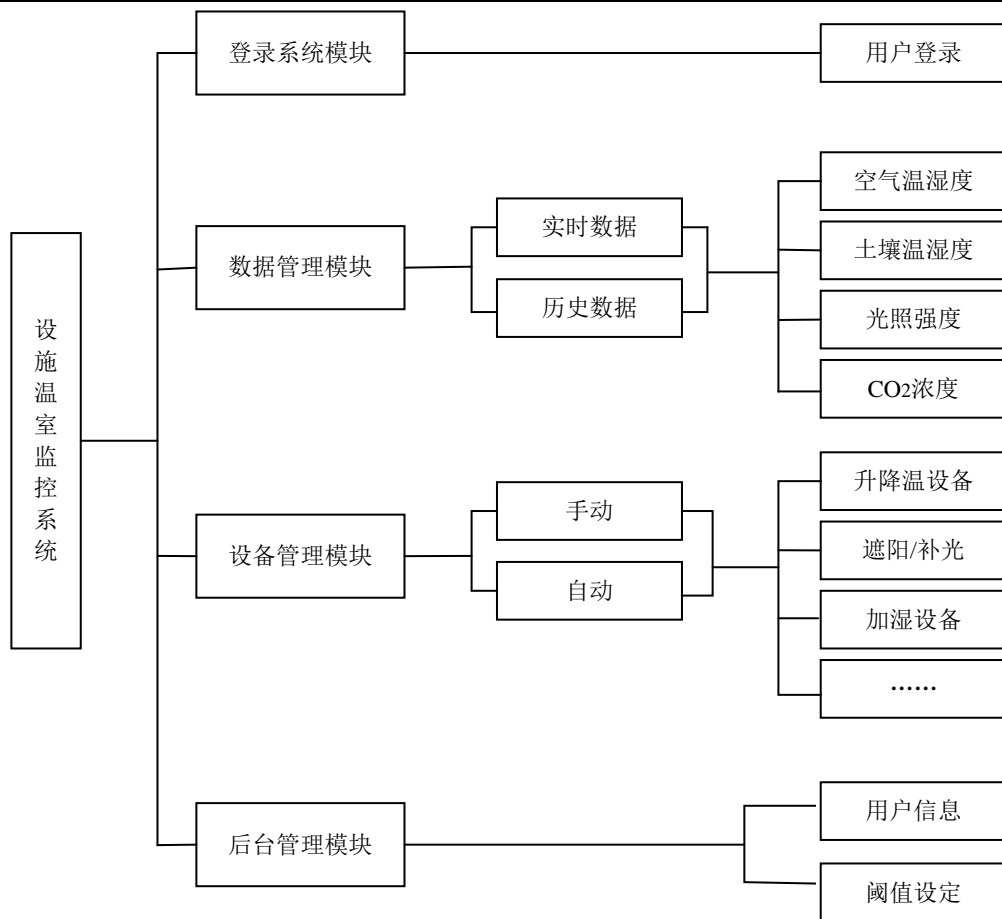 设施温室监控系统
登录系统模块
用户登录
数据管理模块
实时数据
历史数据
空气温湿度
土壤温湿度
光照强度
CO2浓度
设备管理模块
手动
自动
升降温设备
遮阳/补光
加湿设备
……
后台管理模块
用户信息
阈值设定